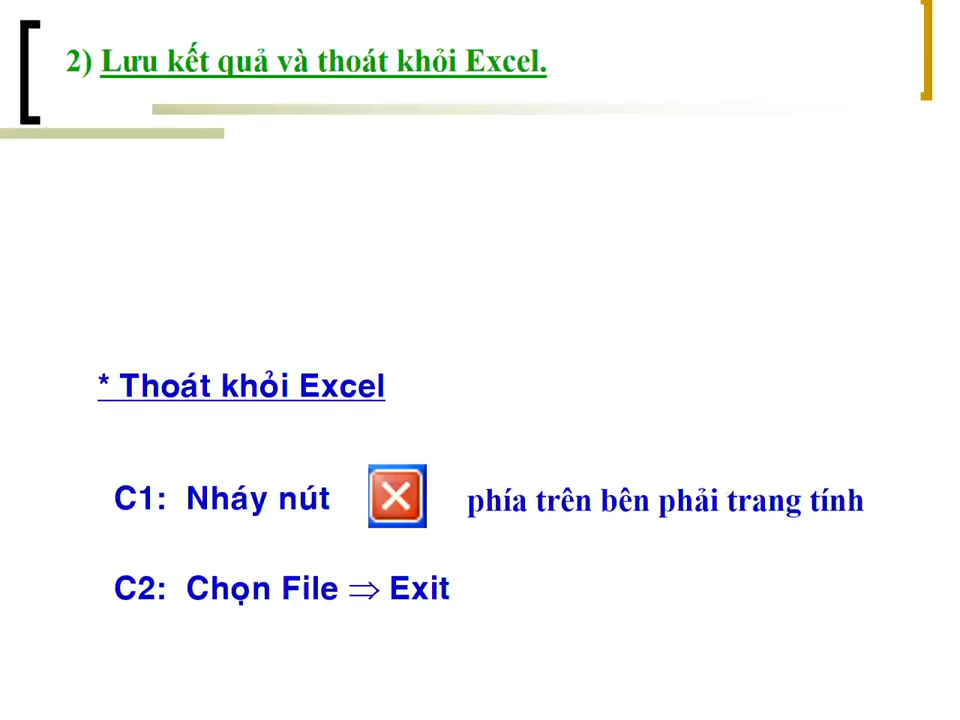 2) Lưu kết quả và thoát khỏi Excel.
* Thoát khỏi Excel
C1: Nháy nút phía trên bên phải trang tính
C2: Chọn File ⇒ Exit